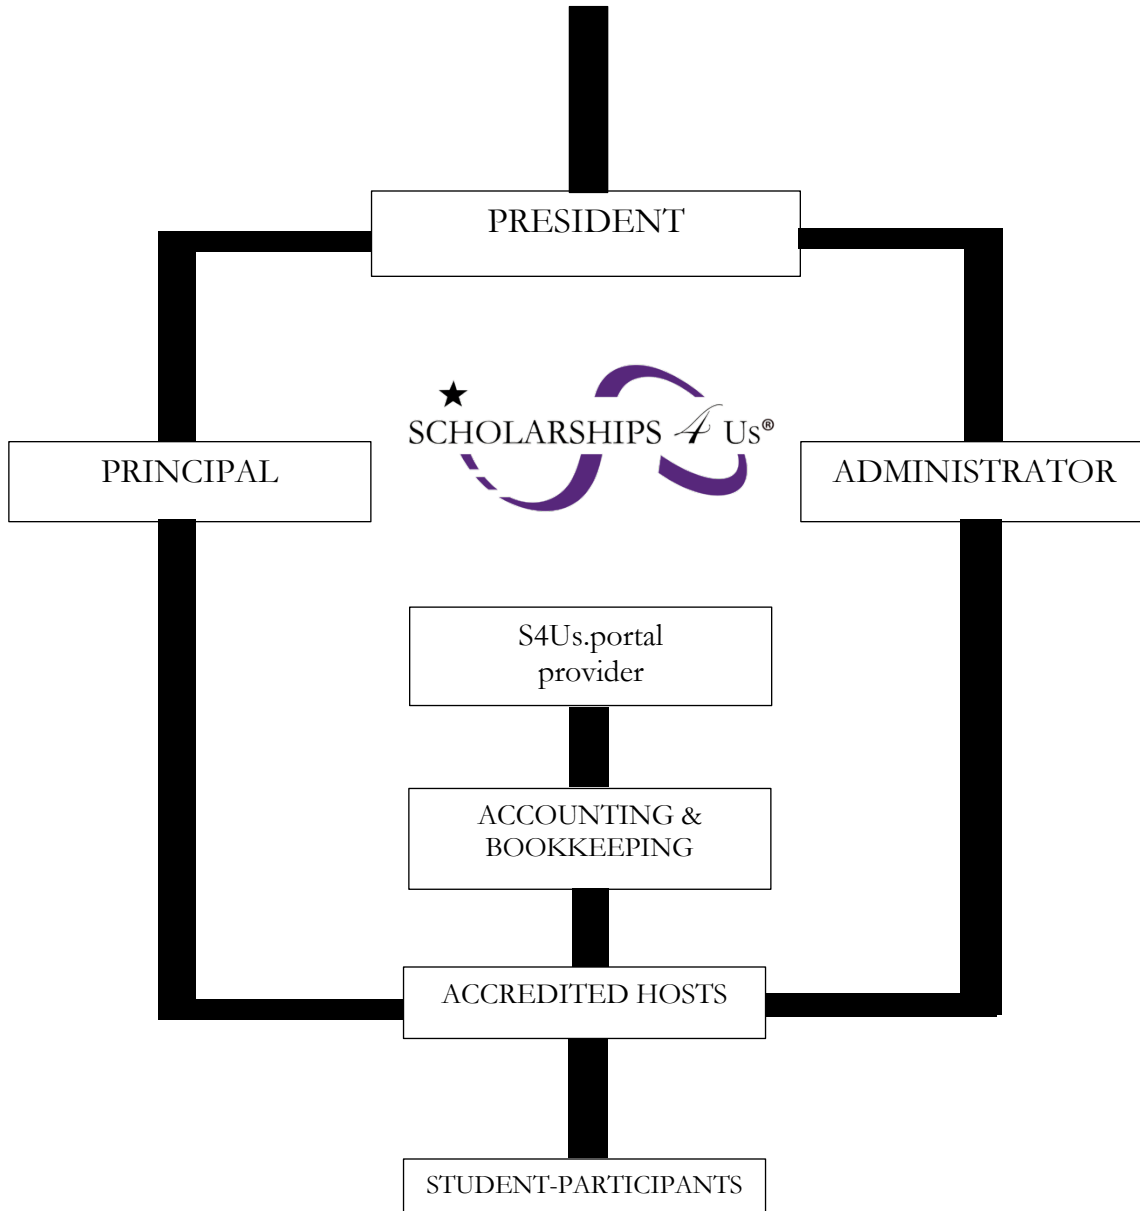 PRESIDENT
SCHOLARSHIPS 4 US®
PRINCIPAL
ADMINISTRATOR
S4Us.portal
provider
ACCOUNTING &
BOOKKEEPING
ACCREDITED HOSTS
STUDENT-PARTICIPANTS